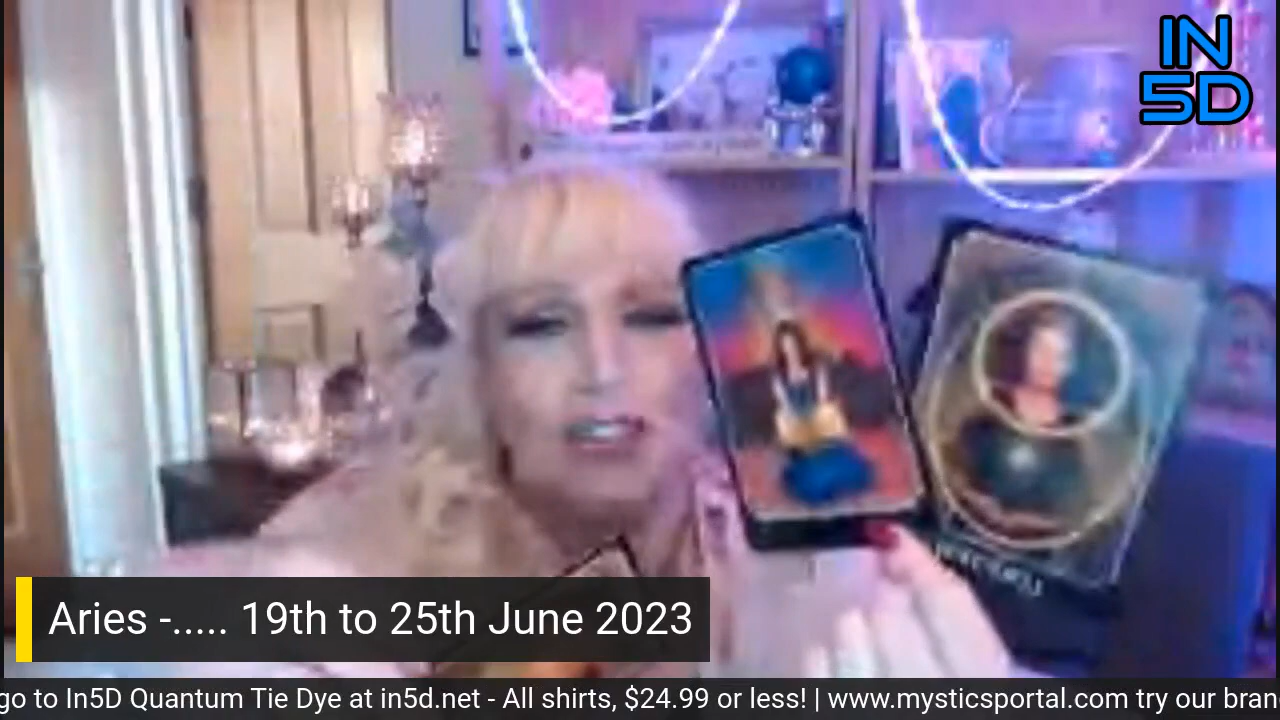 IN
5D
Aries -..... 19th to 25th June 2023
go to In5D Quantum Tie Dye at in5d.net - All shirts, $24.99 or less! | www.mysticsportal.com try our bran